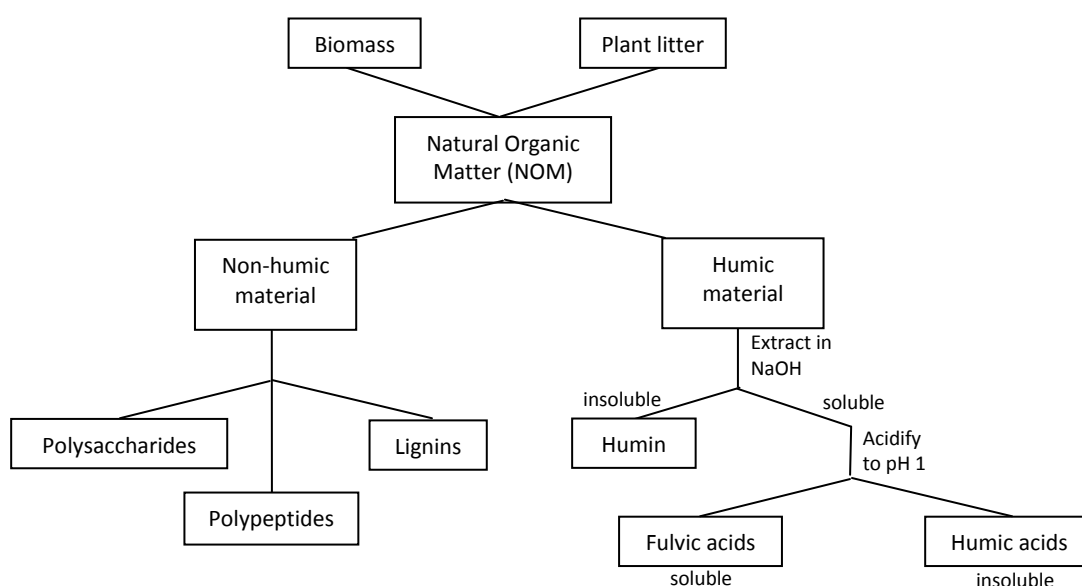 Biomass
Plant litter
Natural Organic
Matter (NOM)
Non-humic
material
Humic
material
Extract in
NaOH
insoluble
soluble
Polysaccharides
Lignins
Humin
Acidify
to pH 1
Polypeptides
Fulvic acids
Humic acids
soluble
insoluble